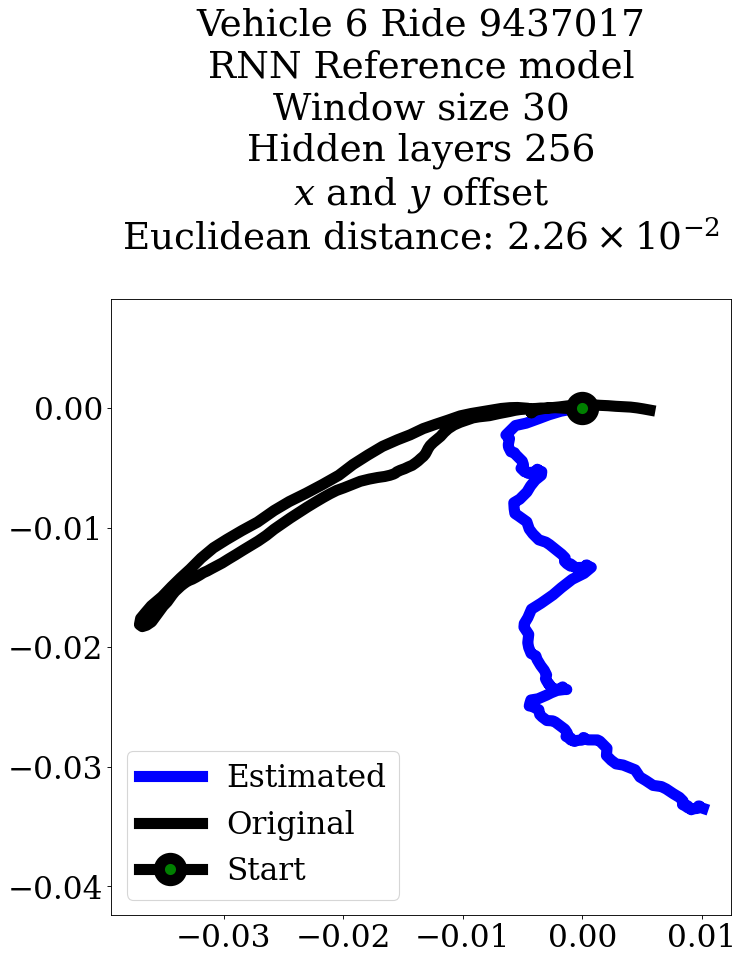 Vehicle 6 Ride 9437017
RNN Reference model
Window size 30
Hidden layers 256
x and y offset
Euclidean distance: 2.26 × 10⁻²
0.00
−0.01
−0.02
−0.03
−0.04
Estimated
Original
Start
−0.03 −0.02 −0.01 0.00 0.01